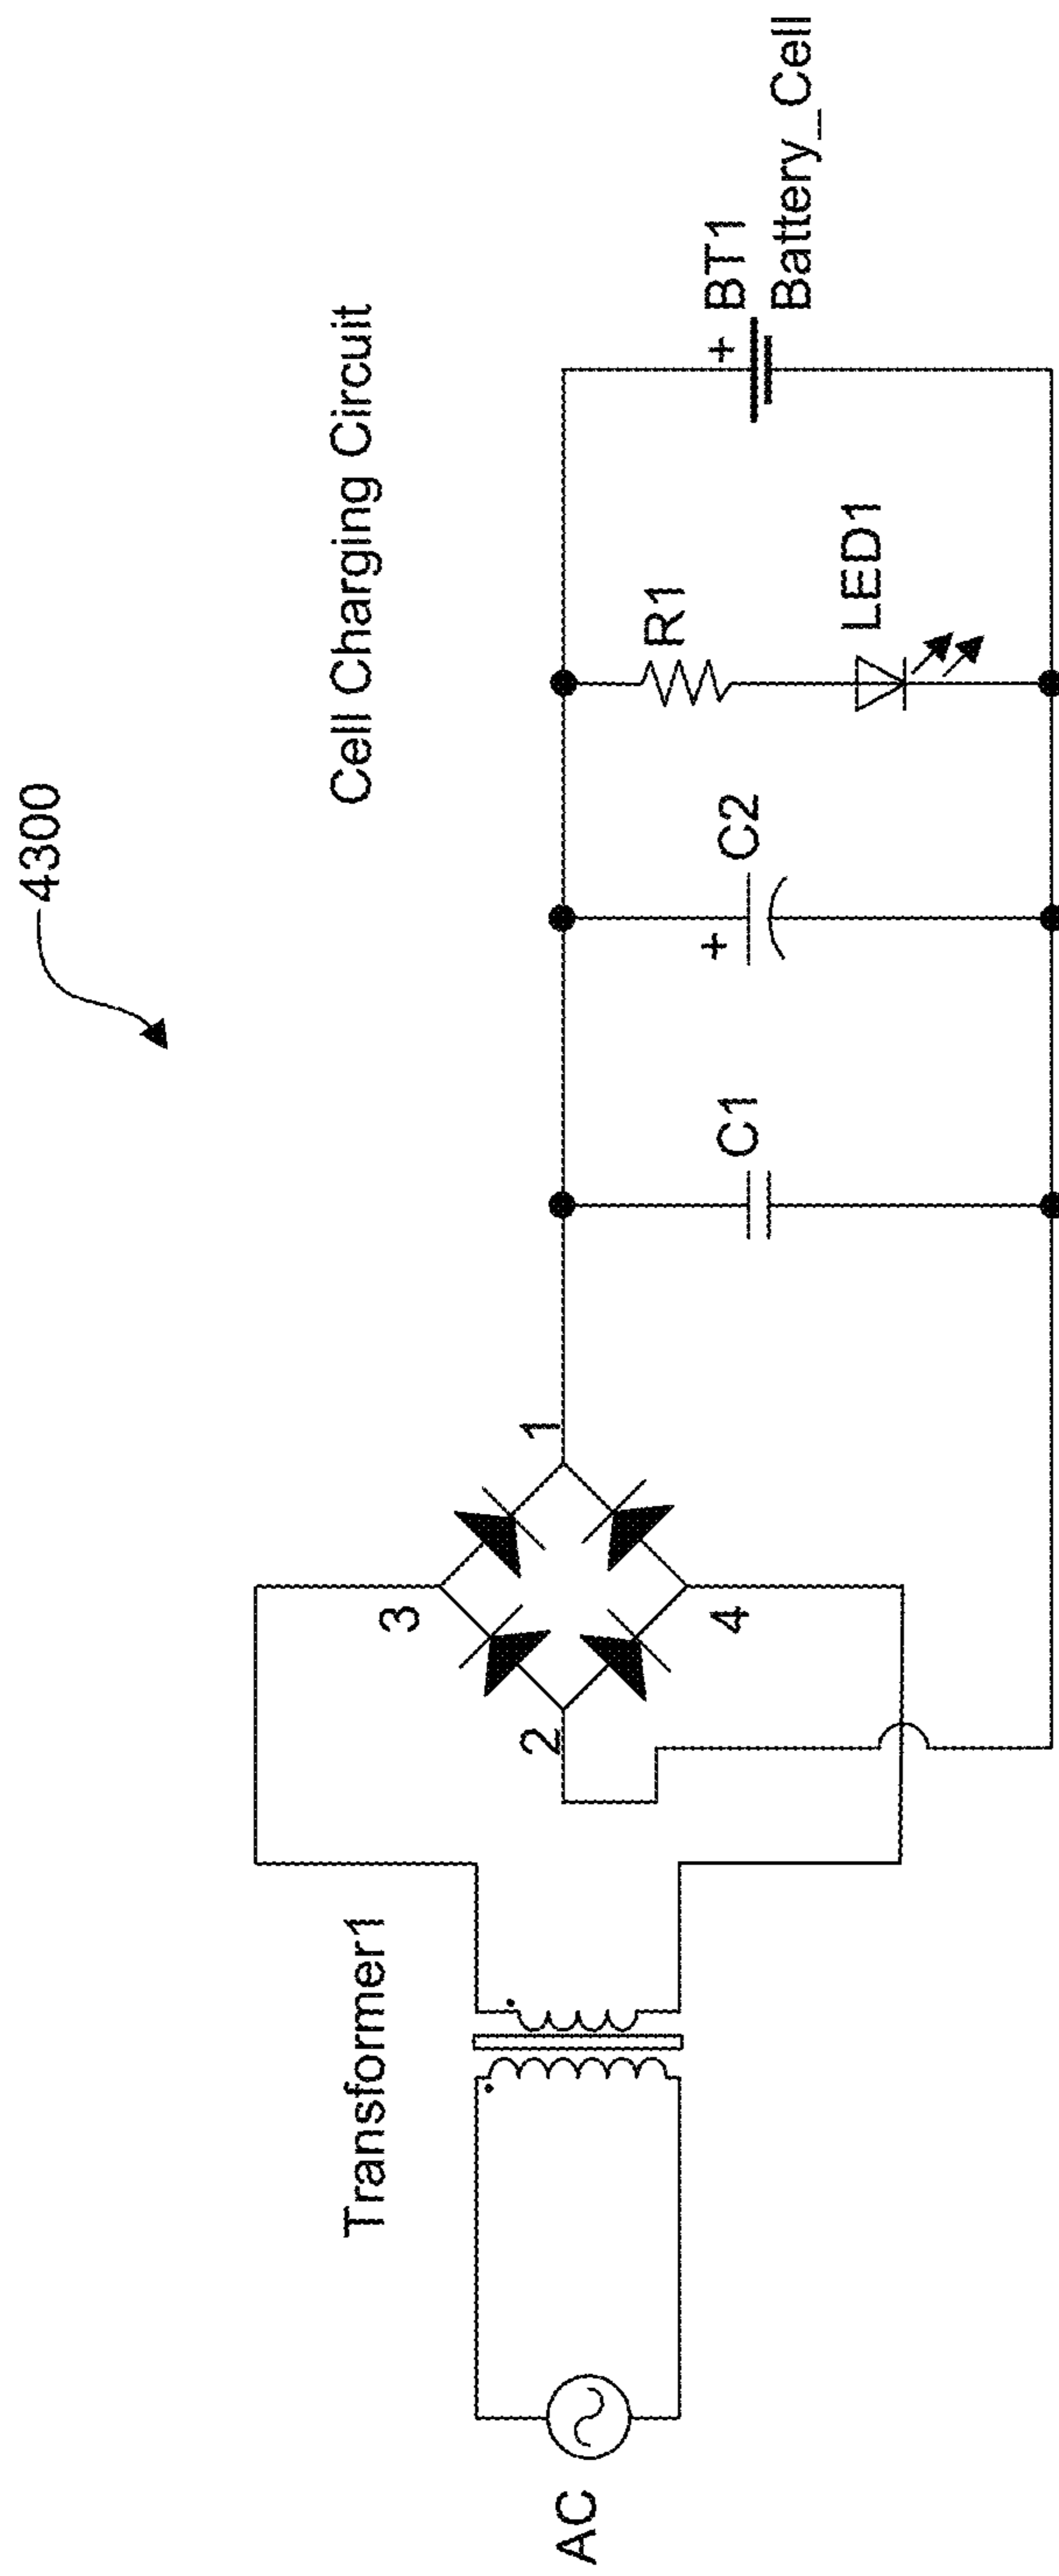 4300
Cell Charging Circuit
Transformer1
AC
3
2
1
4
C1
+
C2
R1
LED1
+
BT1
Battery_Cell